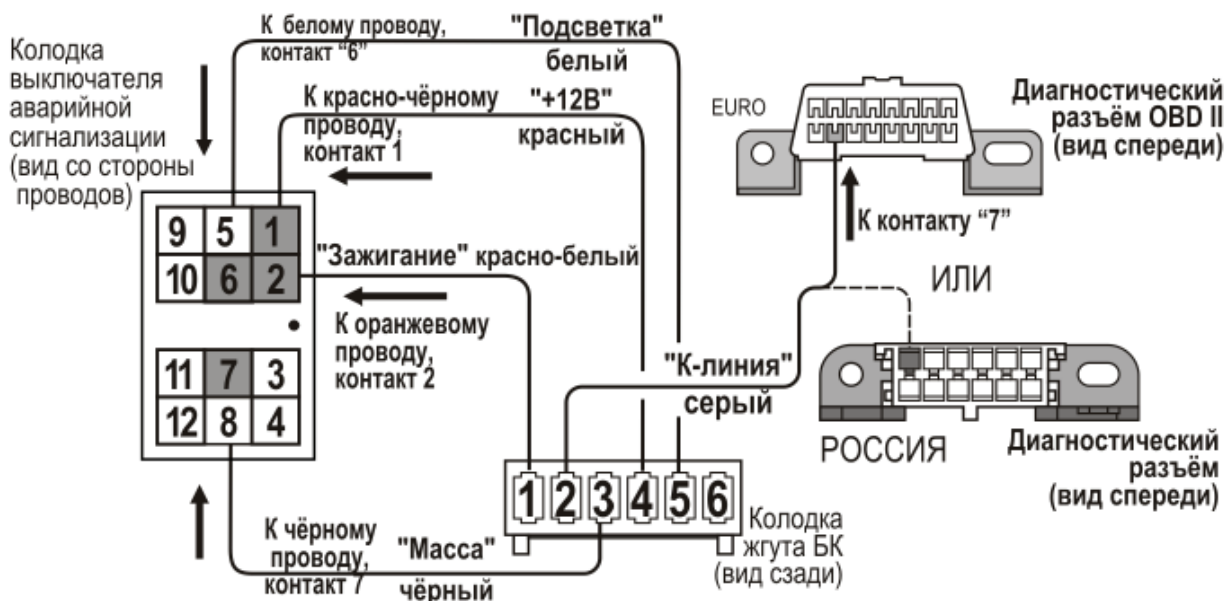 К белому проводу,
контакт “6”
"Подсветка"
белый
Колодка
выключателя
аварийной
сигнализации
(вид со стороны
проводов)
К красно-чёрному
проводу,
контакт 1
"+12В"
красный
EURO
Диагностический
разъём OBD II
(вид спереди)
К контакту “7”
9 5 1
10 6 2
"Зажигание" красно-белый
ИЛИ
К оранжевому
проводу,
контакт 2
11 7 3
12 8 4
"К-линия"
серый
РОССИЯ
Диагностический
разъём
(вид спереди)
1 2 3 4 5 6
Колодка
жгута БК
(вид сзади)
К чёрному
проводу,
контакт 7
"Масса"
чёрный